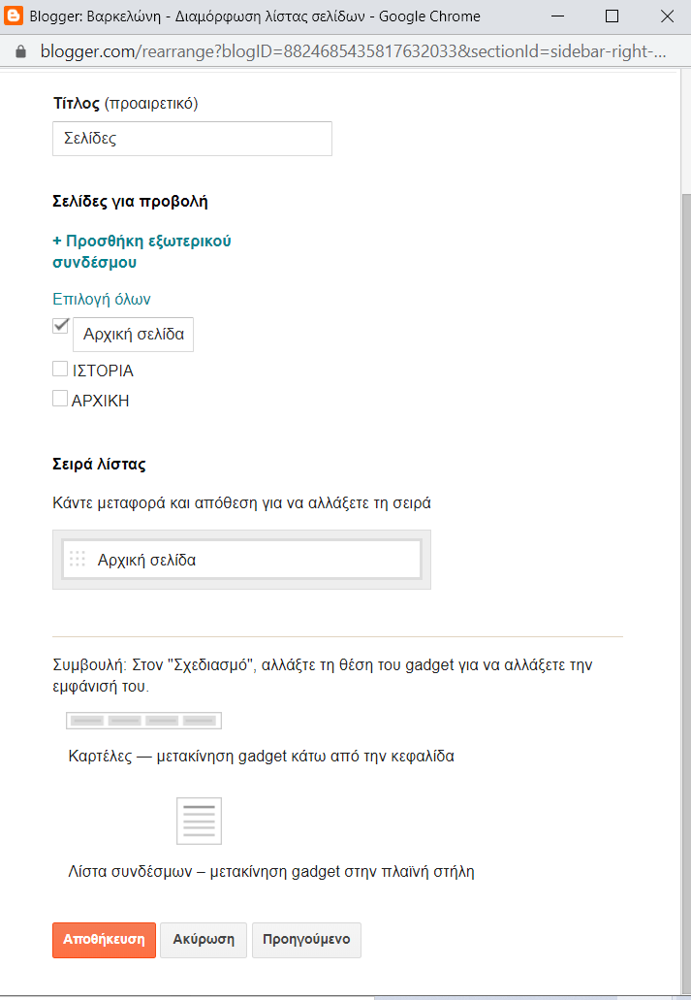 Blogger: Βαρκελώνη - Διαμόρφωση λίστας σελίδων - Google Chrome
blogger.com/rearrange?blogID=8824685435817632033&sectionId=sidebar-right-...
Τίτλος (προαιρετικό)
Σελίδες
Σελίδες για προβολή
+ Προσθήκη εξωτερικού
συνδέσμου
Επιλογή όλων
Αρχική σελίδα
ΙΣΤΟΡΙΑ
ΑΡΧΙΚΗ
Σειρά λίστας
Κάντε μεταφορά και απόθεση για να αλλάξετε τη σειρά
Αρχική σελίδα
Συμβουλή: Στον "Σχεδιασμό", αλλάξτε τη θέση του gadget για να αλλάξετε την
εμφάνισή του.
Καρτέλες — μετακίνηση gadget κάτω από την κεφαλίδα
Λίστα συνδέσμων – μετακίνηση gadget στην πλαϊνή στήλη
Αποθήκευση Ακύρωση Προηγούμενο